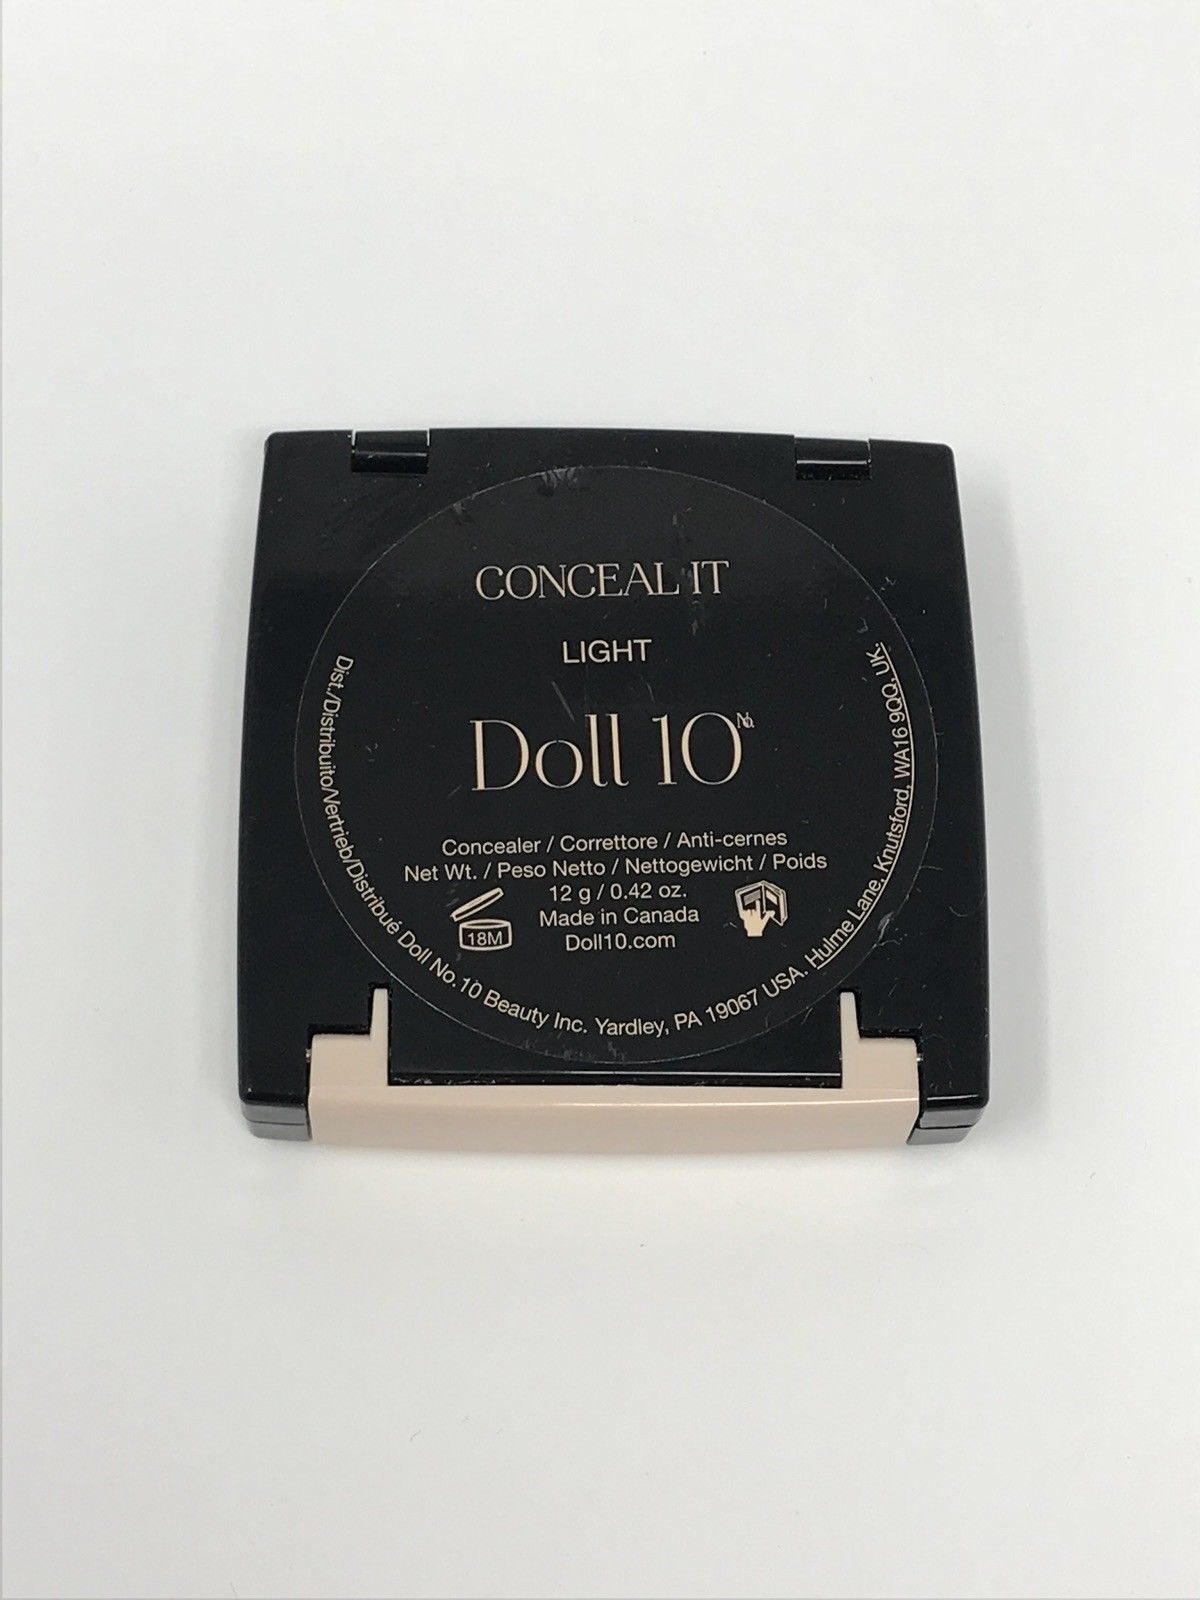 CONCEAL IT
LIGHT
Doll 10 No.
Concealer / Correttore / Anti-cernes
Net Wt. / Peso Netto / Nettogewicht / Poids
12 g / 0.42 oz.
Made in Canada
Doll10.com
18M
Dist./Distribuito/Vertrieb/Distribué Doll No.10 Beauty Inc. Yardley, PA 19067 USA. Hulme Lane, Knutsford, WA16 9QQ, UK.